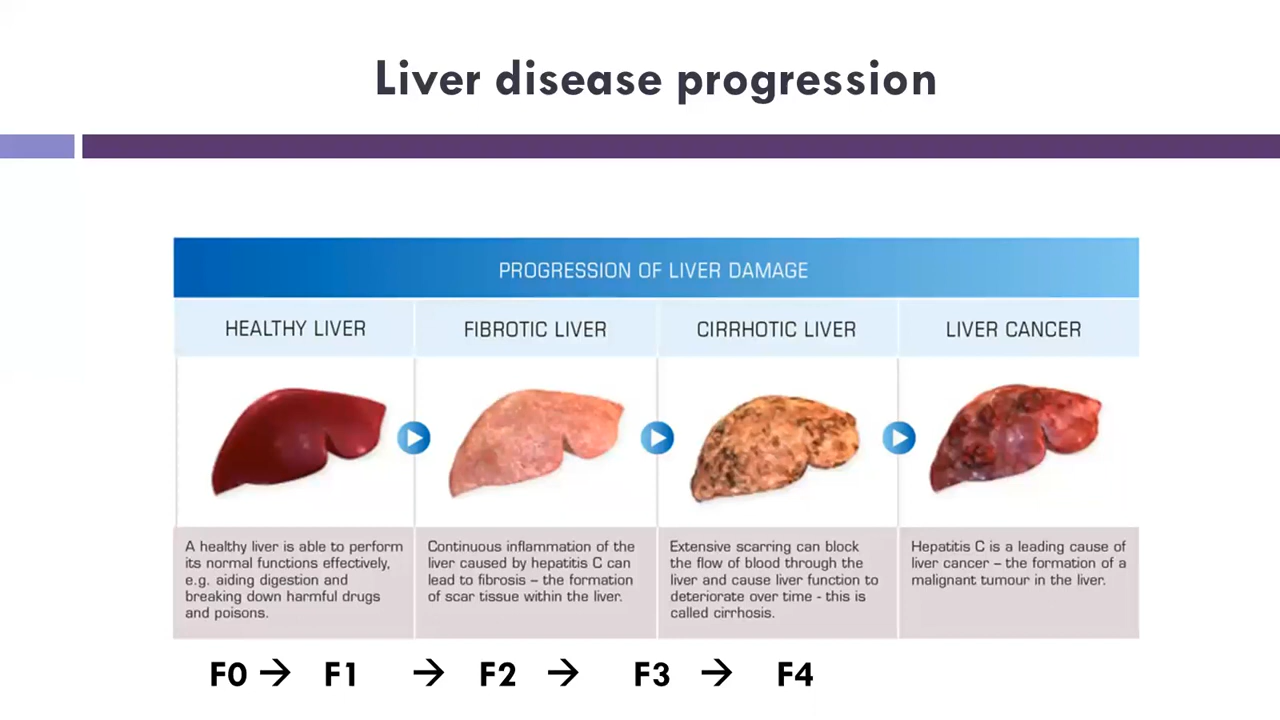 Liver disease progression
PROGRESSION OF LIVER DAMAGE
HEALTHY LIVER
FIBROTIC LIVER
CIRRHOTIC LIVER
LIVER CANCER
A healthy liver is able to perform
its normal functions effectively,
e.g. aiding digestion and
breaking down harmful drugs
and poisons.
Continuous inflammation of the
liver caused by hepatitis C can
lead to fibrosis – the formation
of scar tissue within the liver.
Extensive scarring can block
the flow of blood through the
liver and cause liver function to
deteriorate over time - this is
called cirrhosis.
Hepatitis C is a leading cause of
liver cancer – the formation of a
malignant tumour in the liver.
F0 → F1 → F2 → F3 → F4